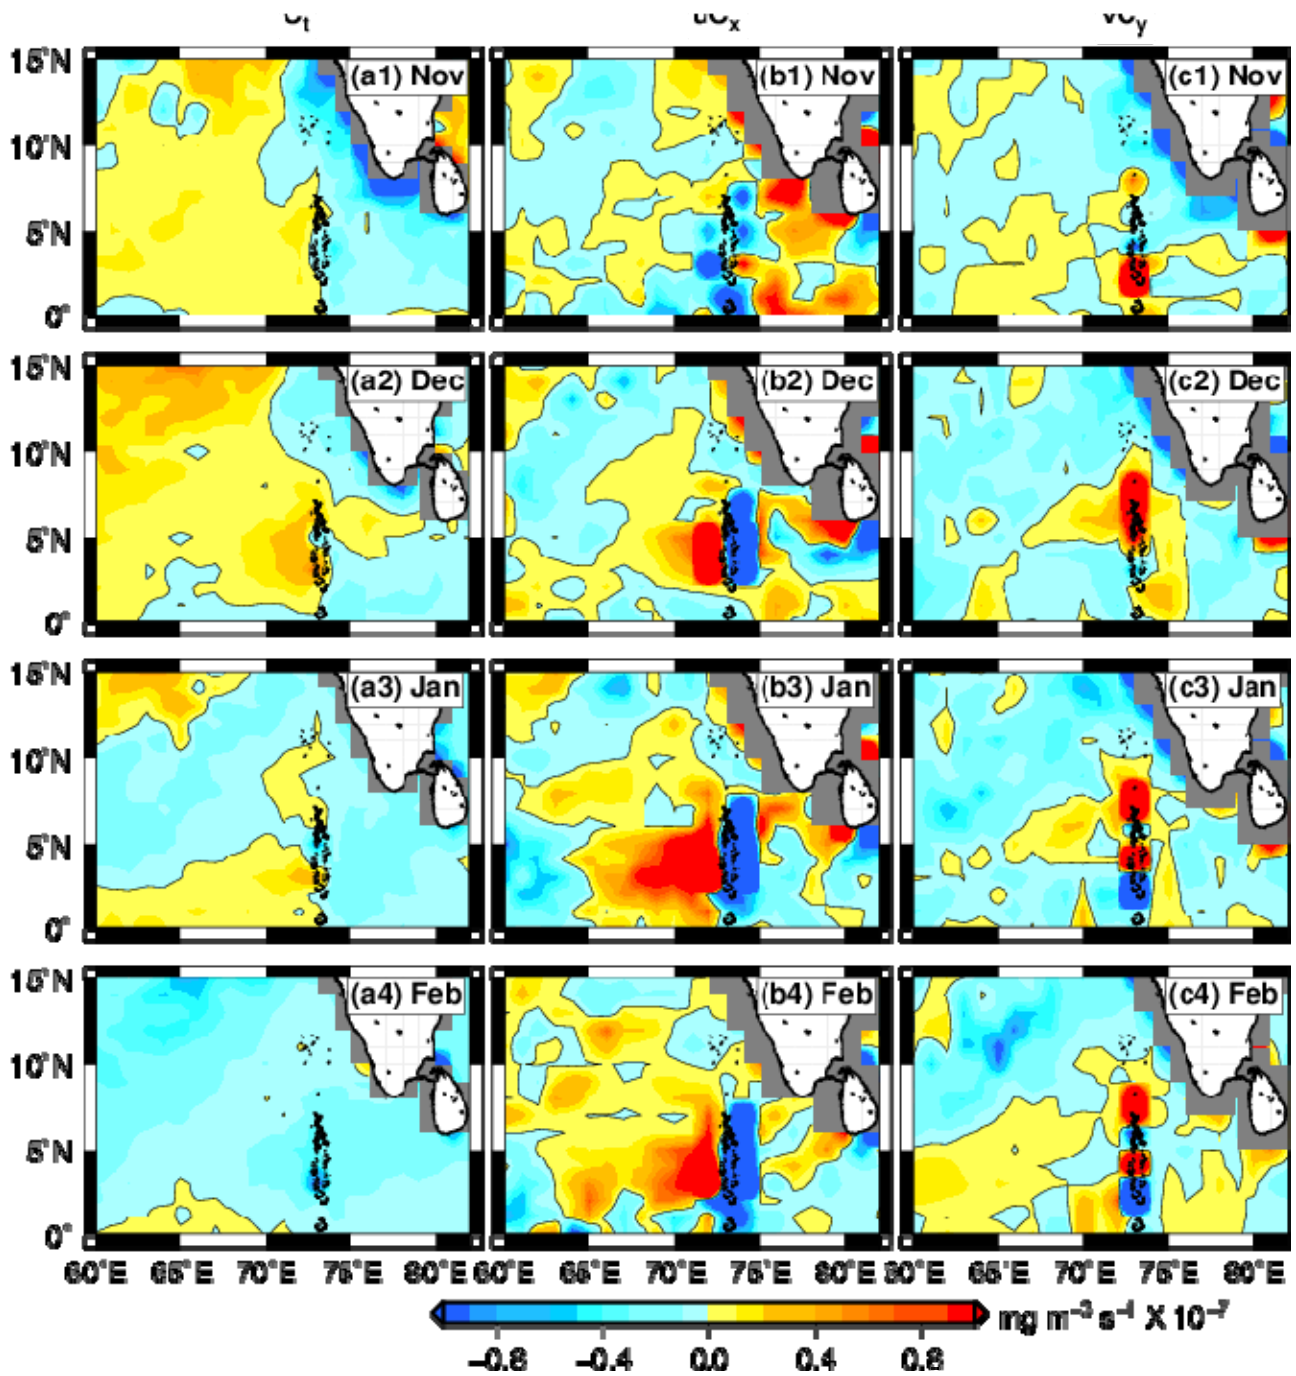 Ct uCx vCy
15°N (a1) Nov (b1) Nov (c1) Nov
10°N
5°N
0°
15°N (a2) Dec (b2) Dec (c2) Dec
10°N
5°N
0°
15°N (a3) Jan (b3) Jan (c3) Jan
10°N
5°N
0°
15°N (a4) Feb (b4) Feb (c4) Feb
10°N
5°N
0°
60°E 65°E 70°E 75°E 80°E 60°E 65°E 70°E 75°E 80°E 65°E 70°E 75°E 80°E
mg m⁻³ s⁻¹ X 10⁻⁷
−0.8 −0.4 0.0 0.4 0.8